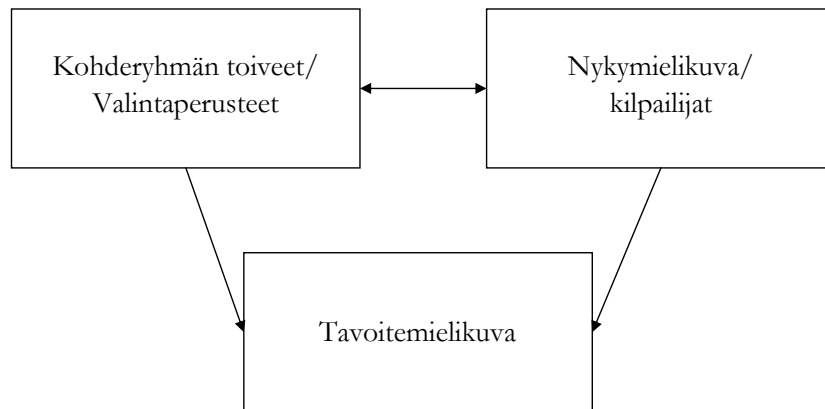 Kohderyhmän toiveet/
Valintaperusteet
Nykymielikuva/
kilpailijat
Tavoitemielikuva